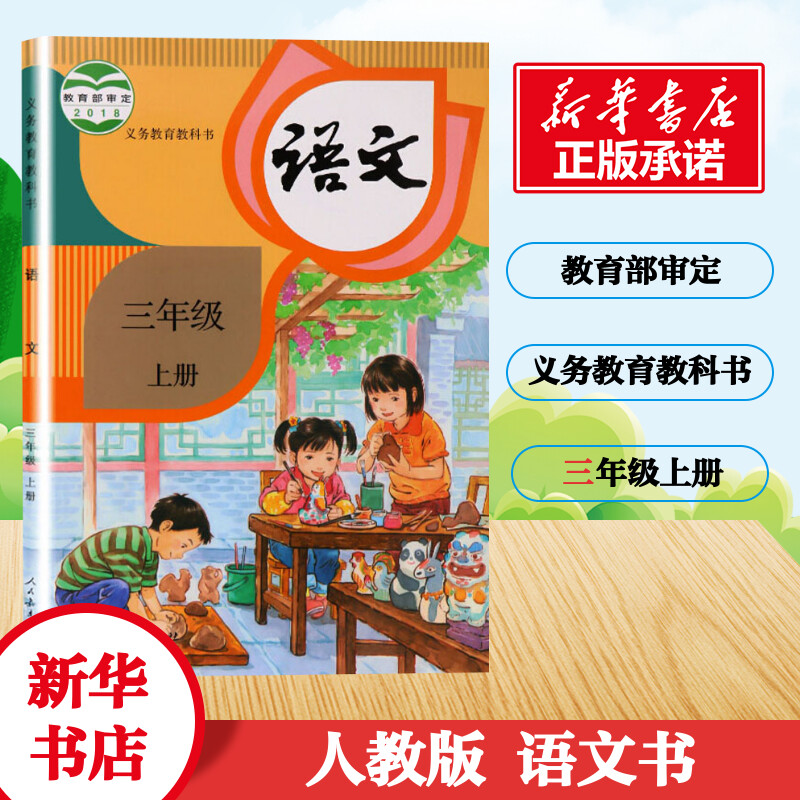 教育部审定
2018
义务教育教科书
语文
三年级
上册
义务教育教科书
语
文
三年级
上册
新华书店
正版承诺
教育部审定
义务教育教科书
三年级上册
新华
书店
人教版 语文书